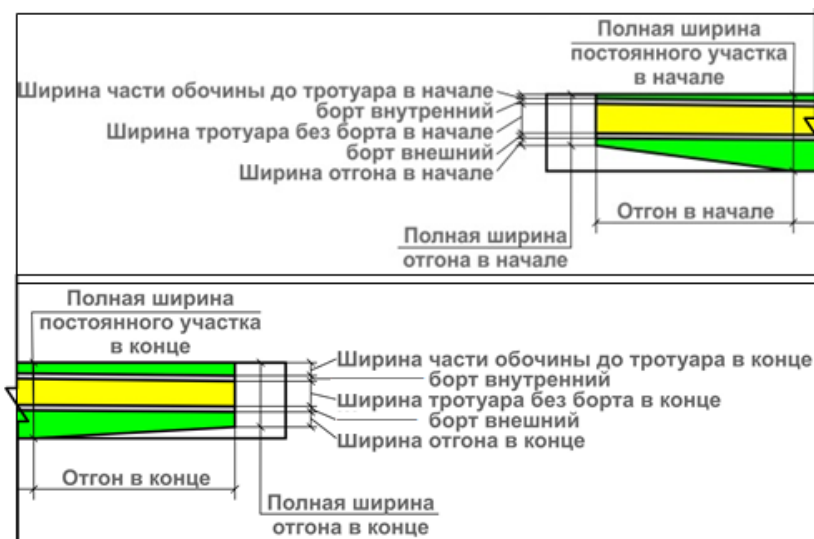 Полная ширина
постоянного участка
в начале
Ширина части обочины до тротуара в начале
борт внутренний
Ширина тротуара без борта в начале
борт внешний
Ширина отгона в начале
Отгон в начале
Полная ширина
отгона в начале
Полная ширина
постоянного участка
в конце
Ширина части обочины до тротуара в конце
борт внутренний
Ширина тротуара без борта в конце
борт внешний
Ширина отгона в конце
Отгон в конце
Полная ширина
отгона в конце